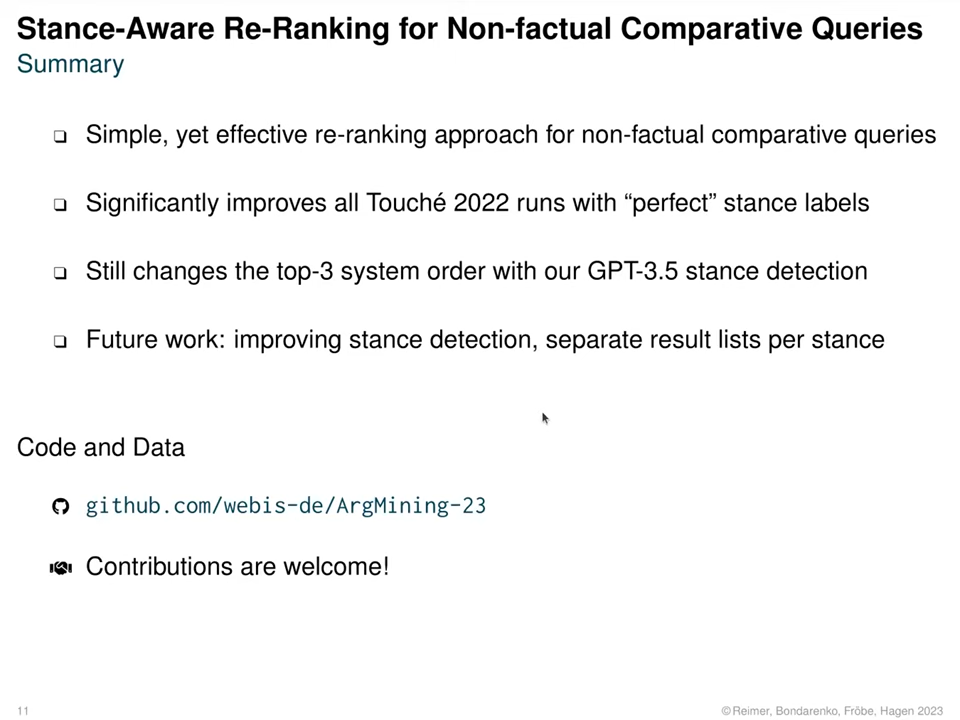 Stance-Aware Re-Ranking for Non-factual Comparative Queries
Summary
Simple, yet effective re-ranking approach for non-factual comparative queries
Significantly improves all Touché 2022 runs with “perfect” stance labels
Still changes the top-3 system order with our GPT-3.5 stance detection
Future work: improving stance detection, separate result lists per stance
Code and Data
github.com/webis-de/ArgMining-23
Contributions are welcome!
11
© Reimer, Bondarenko, Fröbe, Hagen 2023